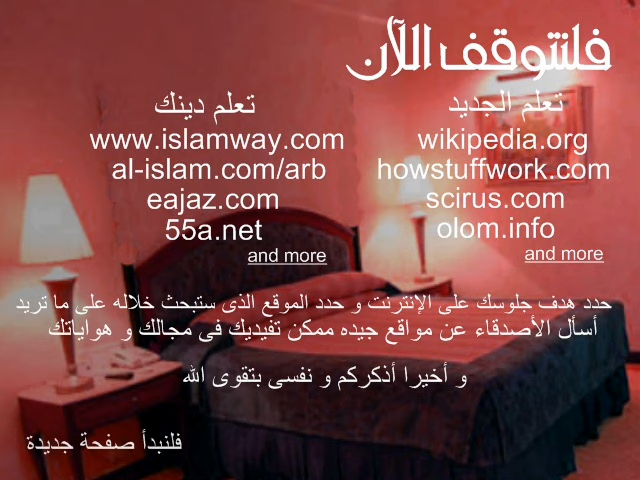 فلنتوقف الآن
تعلم الجديد
wikipedia.org
howstuffwork.com
scirus.com
olom.info
and more
تعلم دينك
www.islamway.com
al-islam.com/arb
eajaz.com
55a.net
and more
حدد هدف جلوسك على الإنترنت و حدد الموقع الذى ستبحث خلاله على ما تريد
أسأل الأصدقاء عن مواقع جيده ممكن تفيديك فى مجالك و هواياتك
و أخيرا أذكركم و نفسى بتقوى الله
فلنبدأ صفحة جديدة